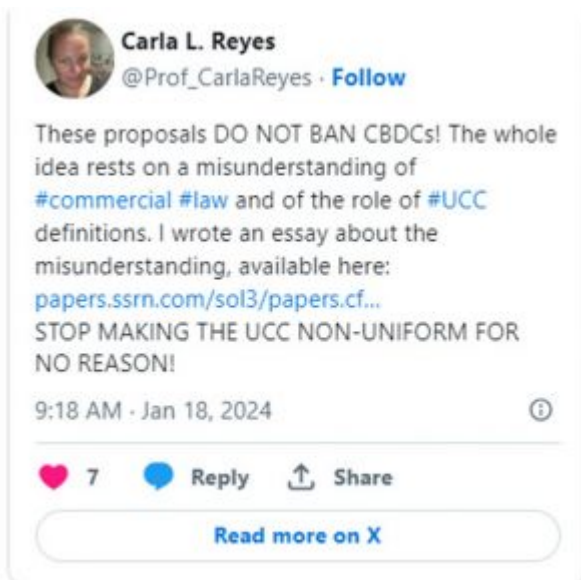 Carla L. Reyes
@Prof_CarlaReyes · Follow
These proposals DO NOT BAN CBDCs! The whole
idea rests on a misunderstanding of
#commercial #law and of the role of #UCC
definitions. I wrote an essay about the
misunderstanding, available here:
papers.ssrn.com/sol3/papers.cf...
STOP MAKING THE UCC NON-UNIFORM FOR
NO REASON!
9:18 AM · Jan 18, 2024
7 Reply Share
Read more on X